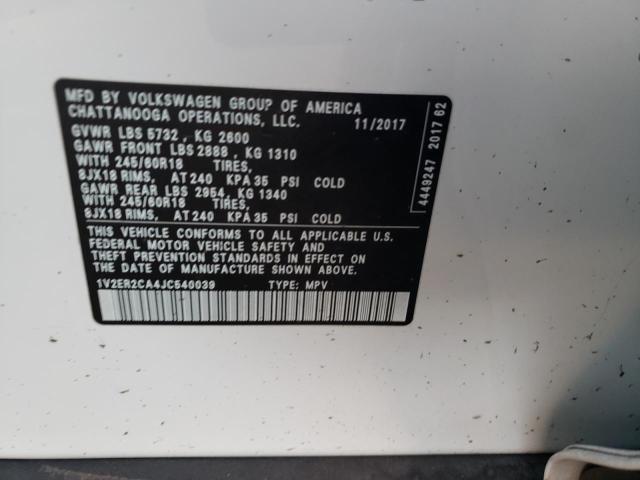 MFD BY VOLKSWAGEN GROUP OF AMERICA
CHATTANOOGA OPERATIONS, LLC. 11/2017
GVWR LBS 5732 , KG 2600
GAWR FRONT LBS 2888 , KG 1310
WITH 245/60R18 TIRES,
8JX18 RIMS, AT 240 KPA 35 PSI COLD
GAWR REAR LBS 2954, KG 1340
WITH 245/60R18 TIRES,
8JX18 RIMS, AT 240 KPA 35 PSI COLD
THIS VEHICLE CONFORMS TO ALL APPLICABLE U.S.
FEDERAL MOTOR VEHICLE SAFETY AND
THEFT PREVENTION STANDARDS IN EFFECT ON
THE DATE OF MANUFACTURE SHOWN ABOVE.
1V2ER2CA4JC540039 TYPE: MPV
4449247 2017 62